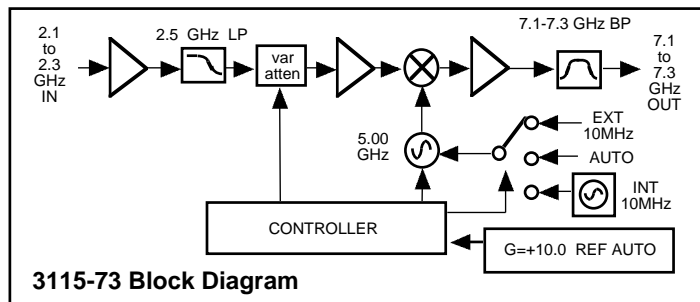 2.1
to
2.3
GHz
IN
2.5 GHz LP
var
atten
7.1-7.3 GHz BP
7.1
to
7.3
GHz
OUT
5.00
GHz
EXT
10MHz
AUTO
INT
10MHz
CONTROLLER
G=+10.0 REF AUTO
3115-73 Block Diagram